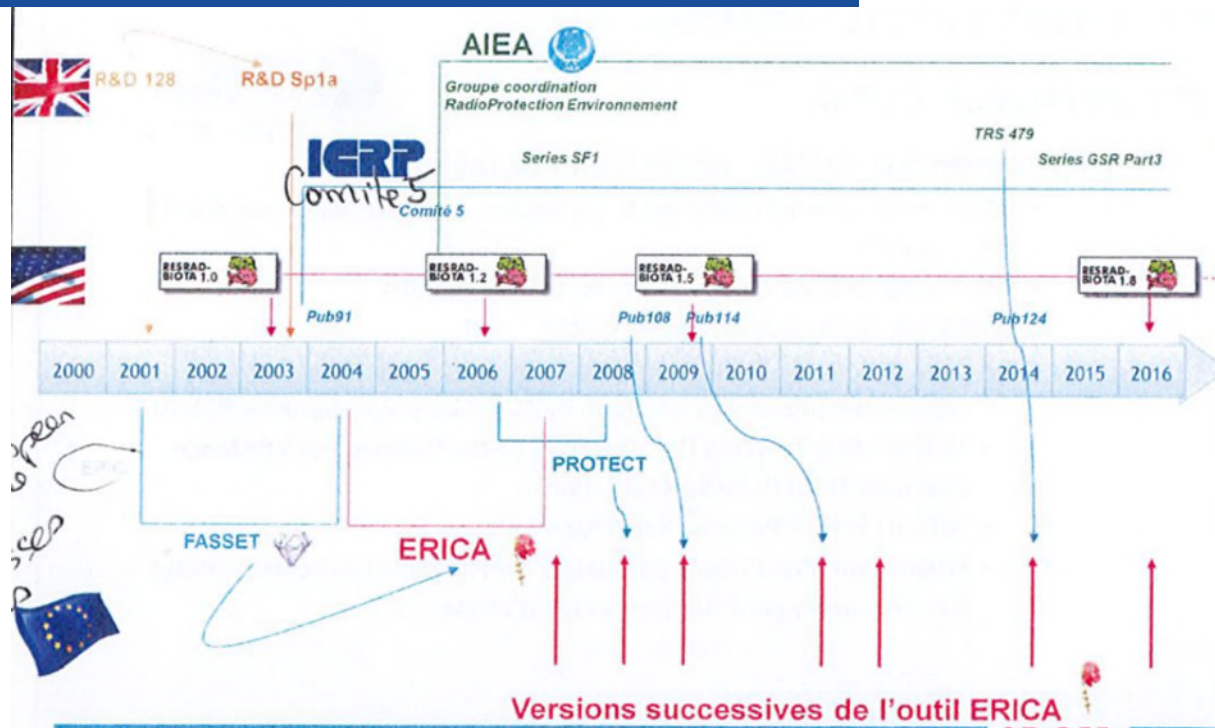 AIEA
R&D 128
R&D Sp1a
Groupe coordination
RadioProtection Environnement
TRS 479
ICRP
Series SF1
Series GSR Part3
Comité 5
Comité 5
RESRAD-
BIOTA 1.0
RESRAD-
BIOTA 1.2
RESRAD-
BIOTA 1.5
RESRAD-
BIOTA 1.8
Pub91
Pub108
Pub114
Pub124
2000 2001 2002 2003 2004 2005 2006 2007 2008 2009 2010 2011 2012 2013 2014 2015 2016
EPIC
PROTECT
FASSET
ERICA
Versions successives de l'outil ERICA